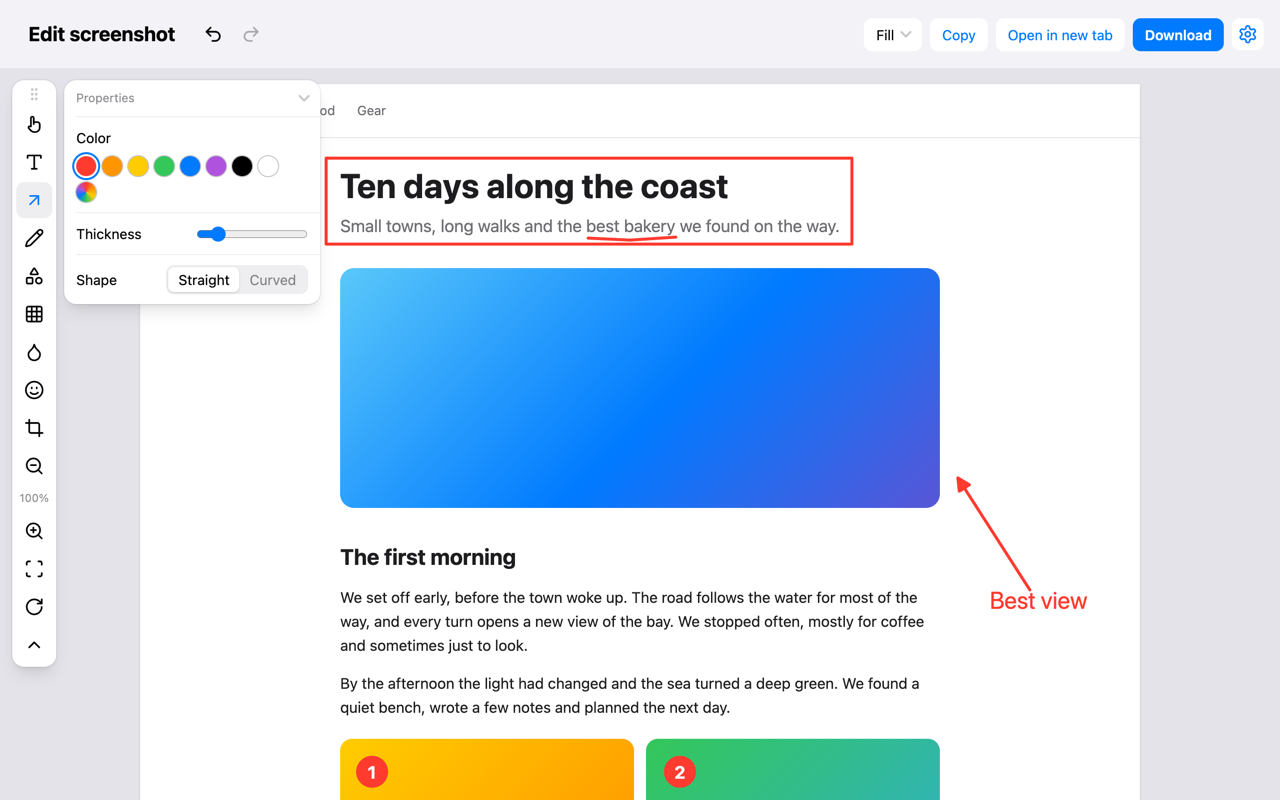 Edit screenshot
Fill
Copy
Open in new tab
Download
Properties
Color
Thickness
Shape
Straight
Curved
100%
od
Gear
Ten days along the coast
Small towns, long walks and the best bakery we found on the way.
Best view
The first morning
We set off early, before the town woke up. The road follows the water for most of the
way, and every turn opens a new view of the bay. We stopped often, mostly for coffee
and sometimes just to look.
By the afternoon the light had changed and the sea turned a deep green. We found a
quiet bench, wrote a few notes and planned the next day.
1
2